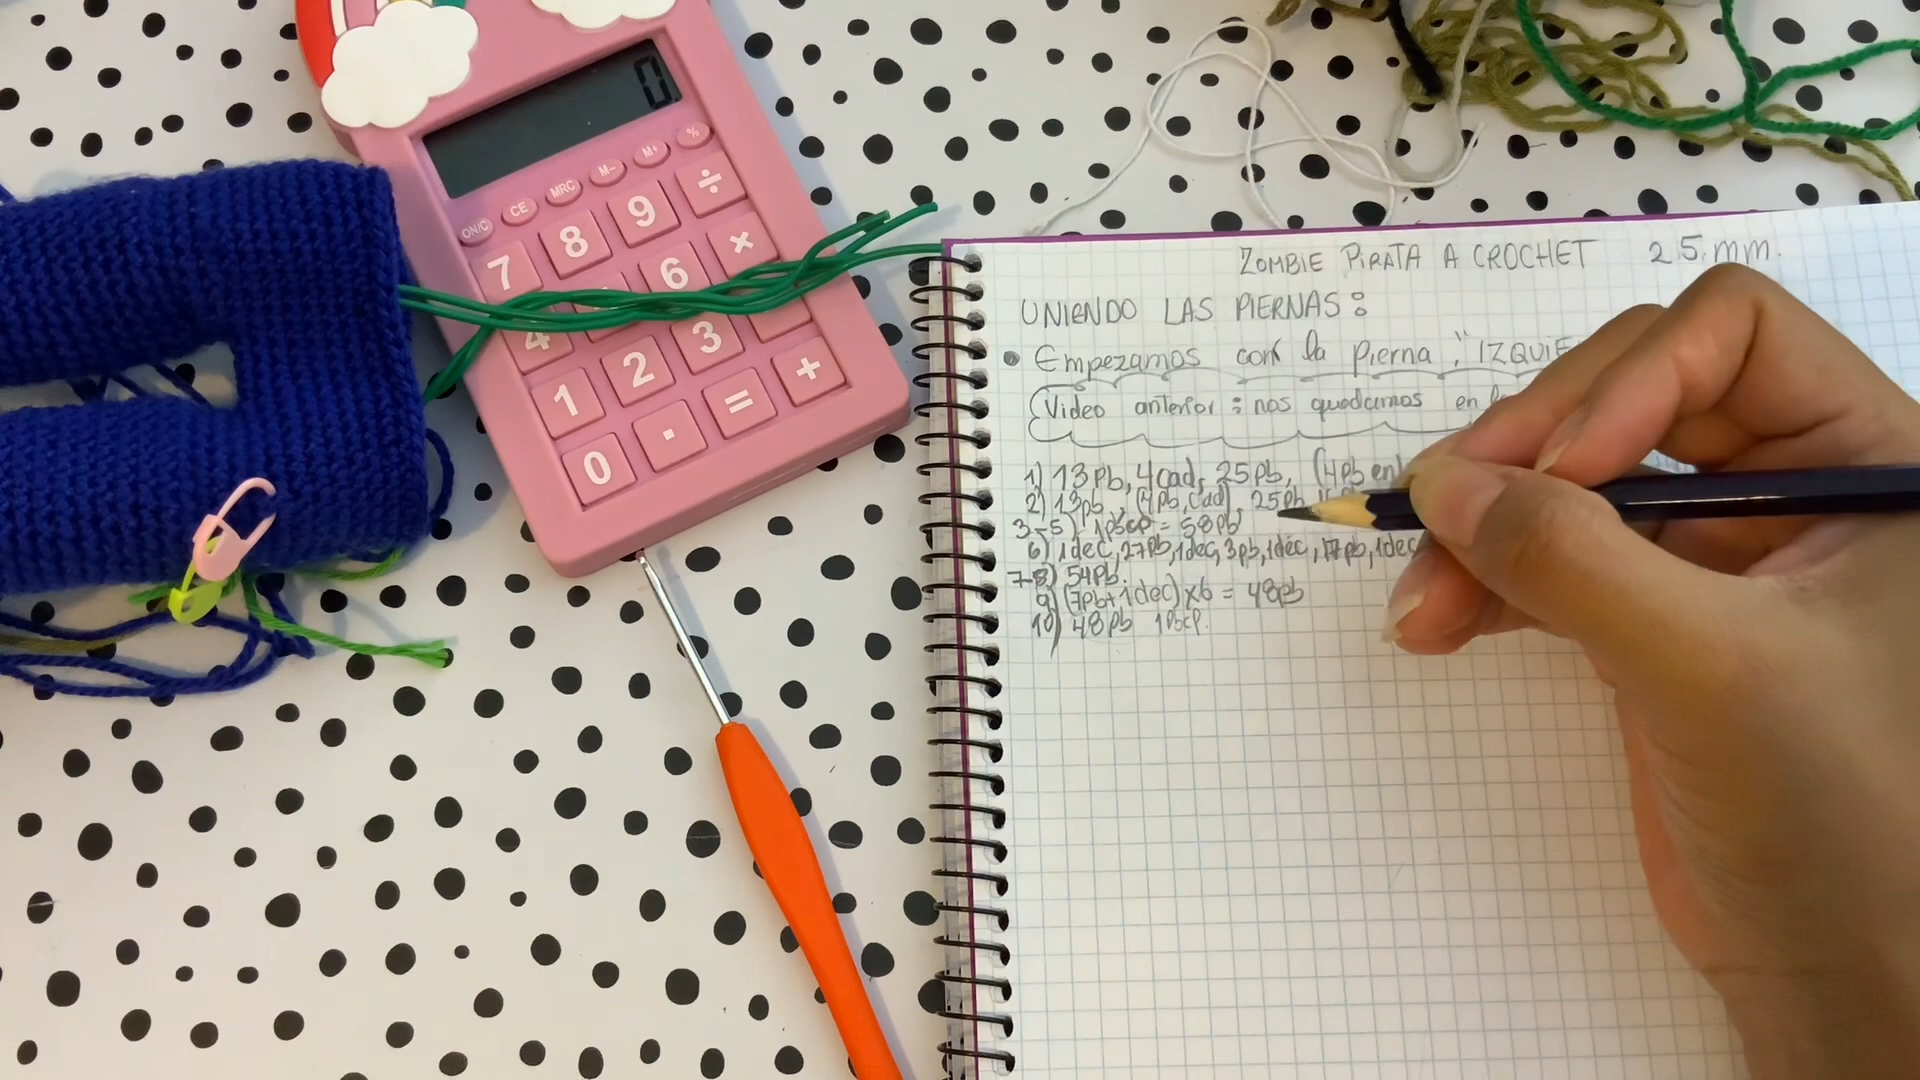 0
%
M+
M-
MRC
CE
ON/C
7 8 9 ÷
6 ×
4
1 2 3
0 . = +
ZOMBIE PIRATA A CROCHET 25.mm.
UNIENDO LAS PIERNAS:
• Empezamos con la pierna "IZQUIE
Video anterior: nos quedamos en
1) 13pb, 4cad, 25pb, (4pb en
2) 13pb, (4pb, cad), 25pb
3-5) 1pbcp = 58pb
6) 1dec, 27pb, 1dec, 3pb, 1dec, 17pb, 1dec
7-8) 54pb.
9) (7pb+1dec)x6 = 48pb
10) 48pb 1pbcp.